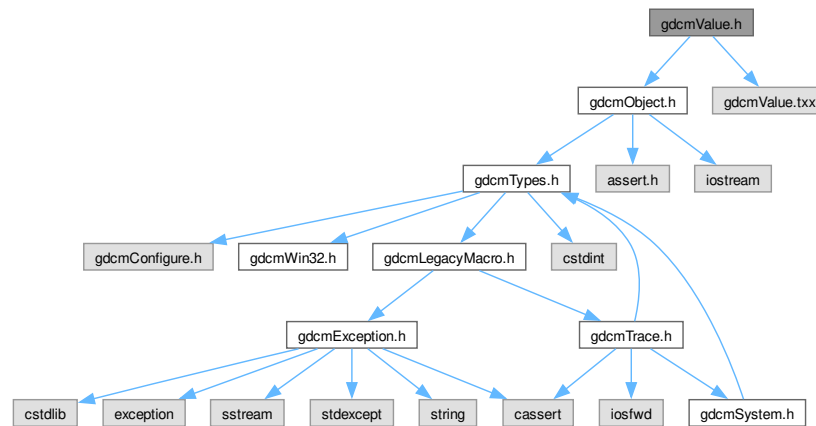 gdcmValue.h
gdcmObject.h
gdcmValue.txx
gdcmTypes.h
assert.h
iostream
gdcmConfigure.h
gdcmWin32.h
gdcmLegacyMacro.h
cstdint
gdcmException.h
gdcmTrace.h
cstdlib
exception
sstream
stdexcept
string
cassert
iosfwd
gdcmSystem.h